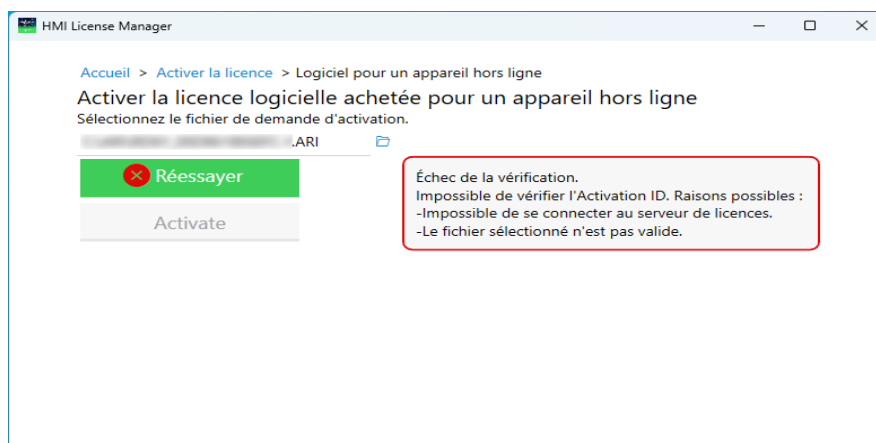 HMI License Manager
Accueil > Activer la licence > Logiciel pour un appareil hors ligne
Activer la licence logicielle achetée pour un appareil hors ligne
Sélectionnez le fichier de demande d'activation.
.ARI
Réessayer
Activate
Échec de la vérification.
Impossible de vérifier l'Activation ID. Raisons possibles :
-Impossible de se connecter au serveur de licences.
-Le fichier sélectionné n'est pas valide.